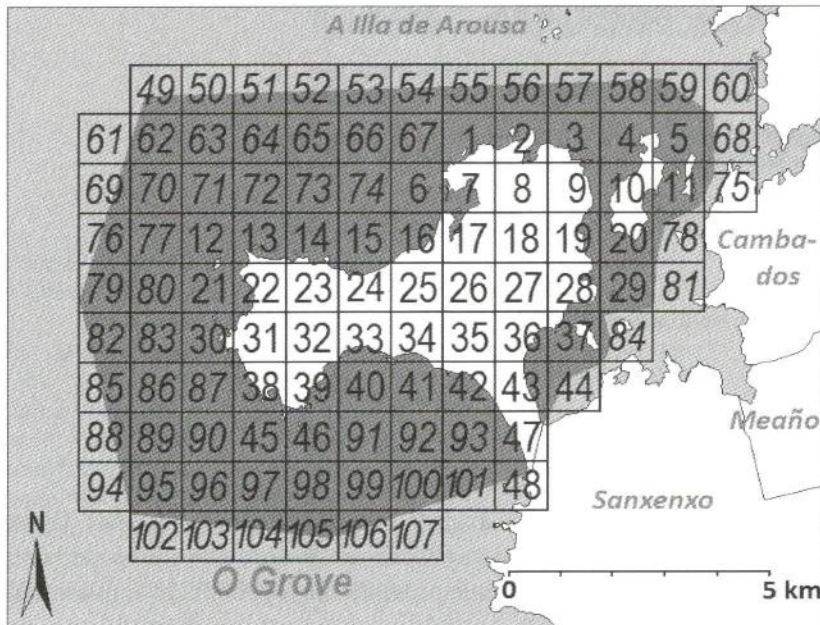 A Illa de Arousa
49 50 51 52 53 54 55 56 57 58 59 60
61 62 63 64 65 66 67 1 2 3 4 5 68
69 70 71 72 73 74 6 7 8 9 10 11 75
76 77 12 13 14 15 16 17 18 19 20 78
Camba-
dos
79 80 21 22 23 24 25 26 27 28 29 81
82 83 30 31 32 33 34 35 36 37 84
85 86 87 38 39 40 41 42 43 44
Meaño
88 89 90 45 46 91 92 93 47
94 95 96 97 98 99 100 101 48
Sanxenxo
N
102 103 104 105 106 107
O Grove
0 5 km